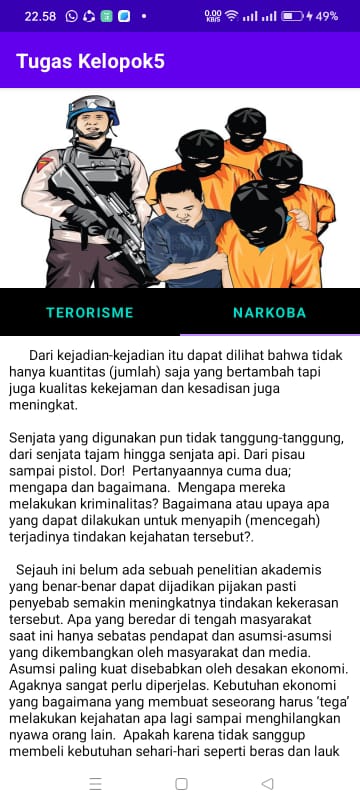 22.58
0.00
KB/S
49%
Tugas Kelopok5
TERORISME
NARKOBA
Dari kejadian-kejadian itu dapat dilihat bahwa tidak
hanya kuantitas (jumlah) saja yang bertambah tapi
juga kualitas kekejaman dan kesadisan juga
meningkat.
Senjata yang digunakan pun tidak tanggung-tanggung,
dari senjata tajam hingga senjata api. Dari pisau
sampai pistol. Dor!  Pertanyaannya cuma dua;
mengapa dan bagaimana.  Mengapa mereka
melakukan kriminalitas? Bagaimana atau upaya apa
yang dapat dilakukan untuk menyapih (mencegah)
terjadinya tindakan kejahatan tersebut?.
Sejauh ini belum ada sebuah penelitian akademis
yang benar-benar dapat dijadikan pijakan pasti
penyebab semakin meningkatnya tindakan kekerasan
tersebut. Apa yang beredar di tengah masyarakat
saat ini hanya sebatas pendapat dan asumsi-asumsi
yang dikembangkan oleh masyarakat dan media.
Asumsi paling kuat disebabkan oleh desakan ekonomi.
Agaknya sangat perlu diperjelas. Kebutuhan ekonomi
yang bagaimana yang membuat seseorang harus ‘tega’
melakukan kejahatan apa lagi sampai menghilangkan
nyawa orang lain.  Apakah karena tidak sanggup
membeli kebutuhan sehari-hari seperti beras dan lauk